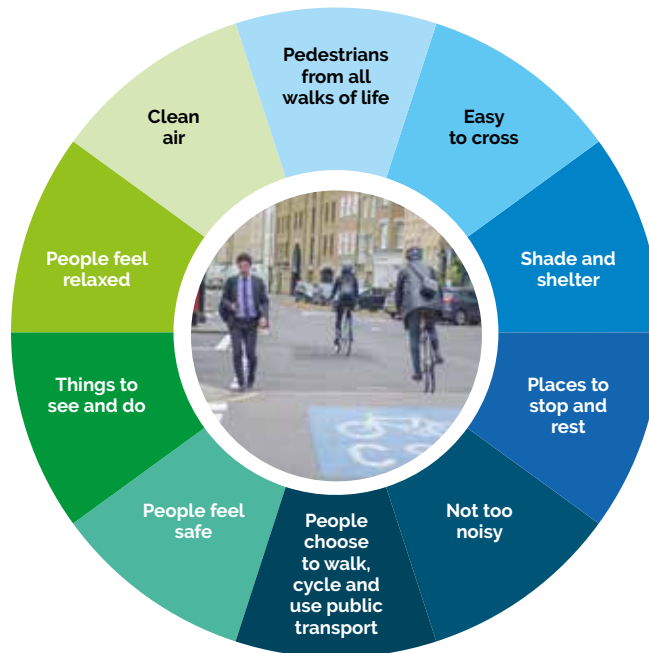 Pedestrians
from all
walks of life
Easy
to cross
Shade and
shelter
Places to
stop and
rest
Not too
noisy
People
choose
to walk,
cycle and
use public
transport
People feel
safe
Things to
see and do
People feel
relaxed
Clean
air